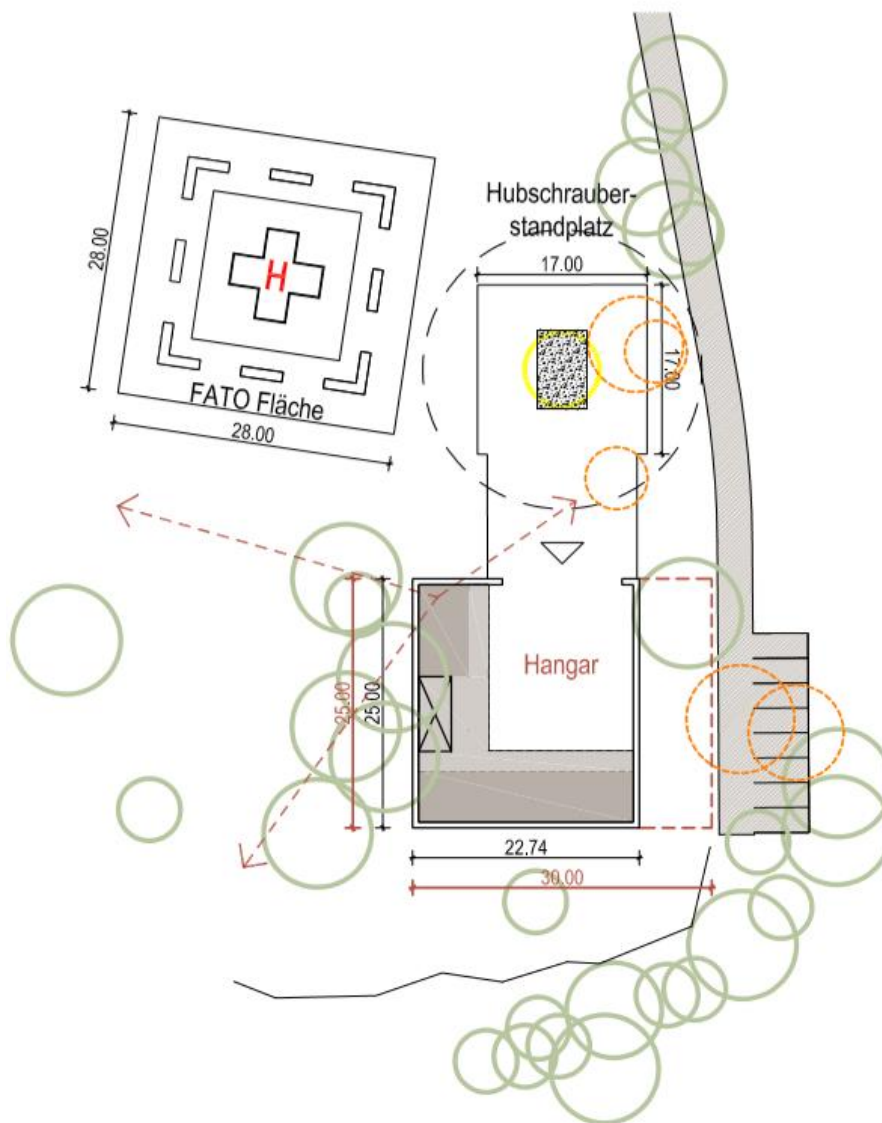 Hubschrauber-
standplatz
17.00
28.00
H
17.00
FATO Fläche
28.00
Hangar
25.00
25.00
22.74
30.00